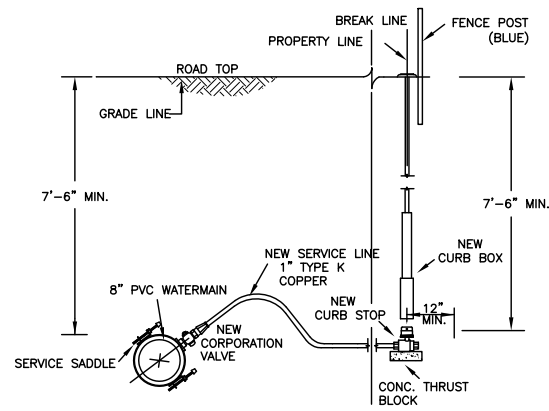 BREAK LINE
PROPERTY LINE
FENCE POST
(BLUE)
ROAD TOP
GRADE LINE
7'-6" MIN.
7'-6" MIN.
NEW SERVICE LINE
1" TYPE K
COPPER
NEW
CURB BOX
8" PVC WATERMAIN
NEW
CURB STOP
12"
MIN.
NEW
CORPORATION
VALVE
SERVICE SADDLE
CONC. THRUST
BLOCK